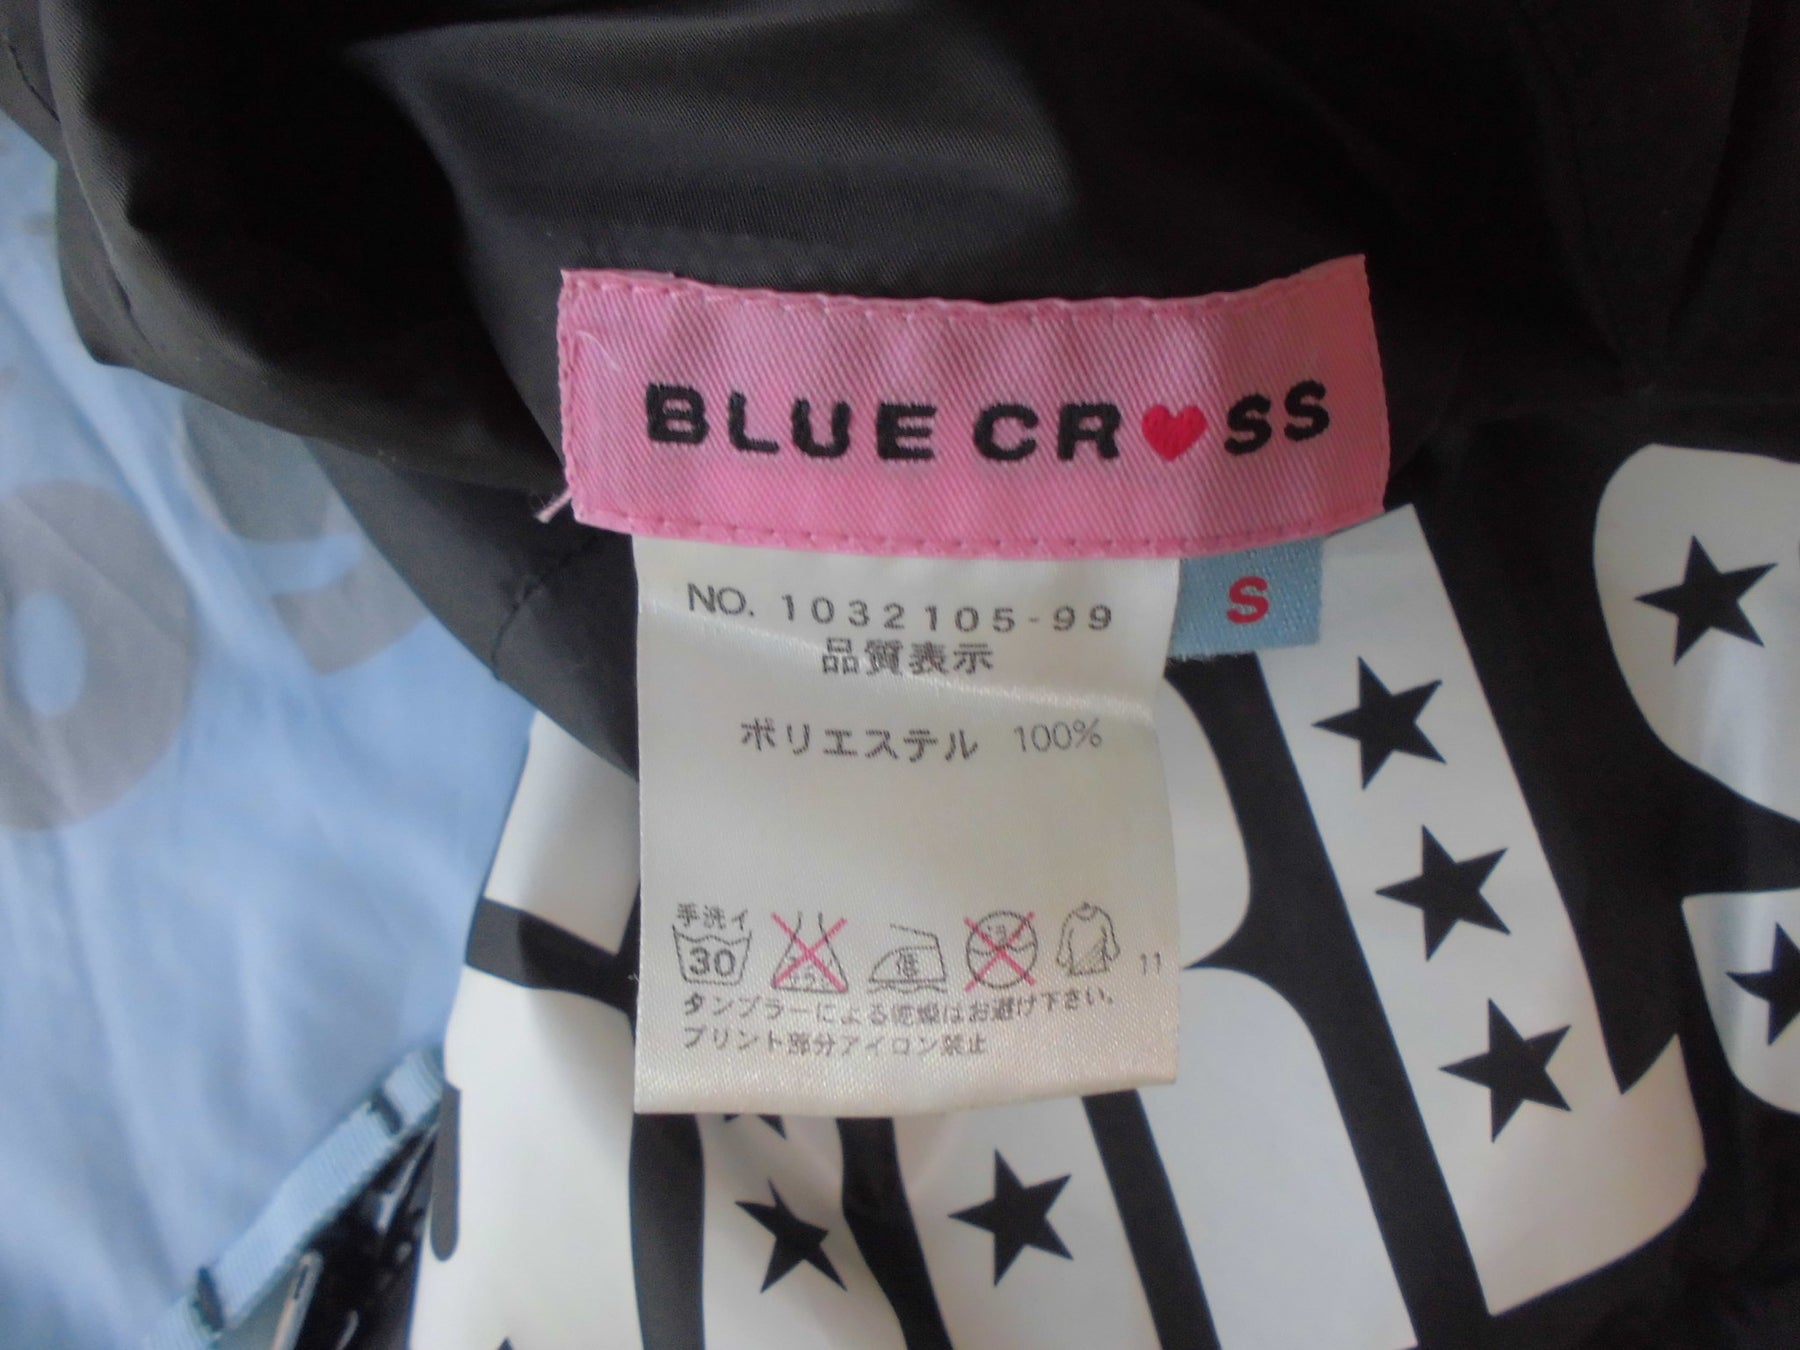 BLUE CR♥SS
S
NO. 1032105-99
品質表示
ポリエステル 100%
手洗イ
30
低
11
タンブラーによる乾燥はお避け下さい。
プリント部分アイロン禁止